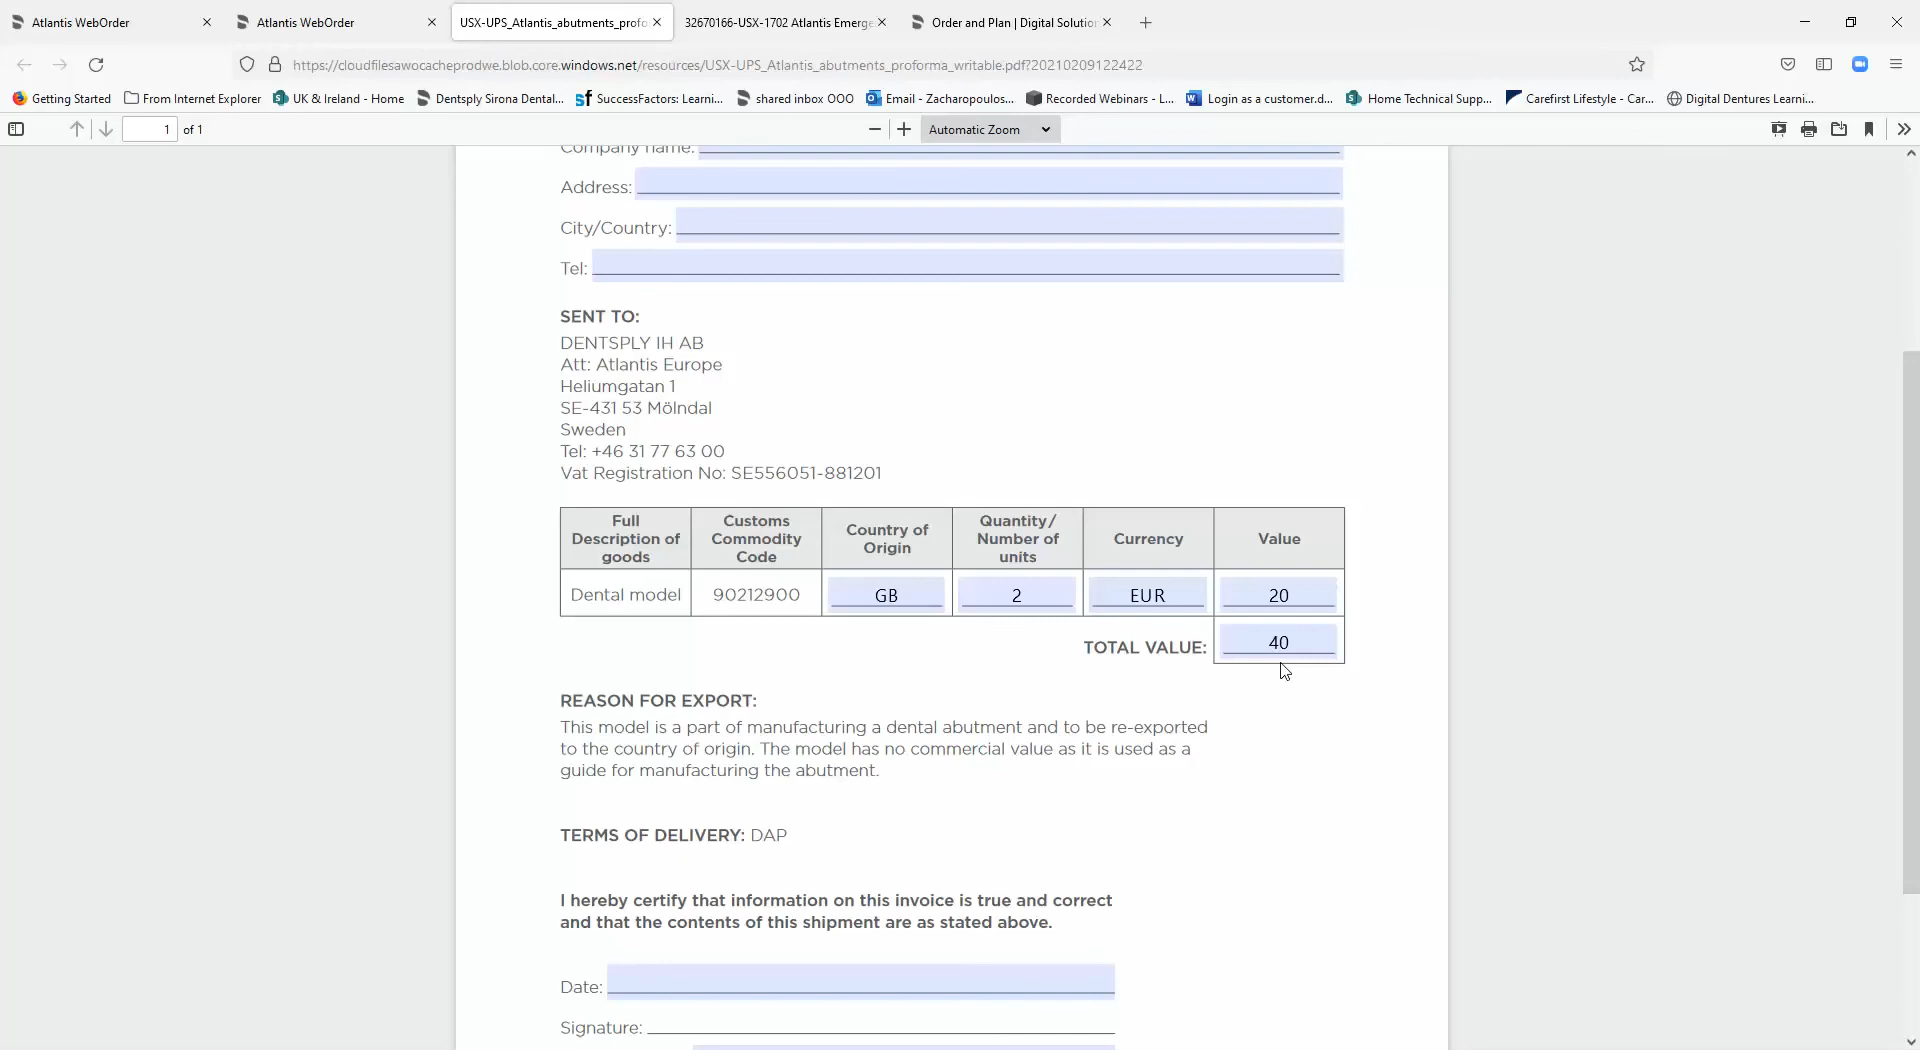 Atlantis WebOrder
Atlantis WebOrder
USX-UPS_Atlantis_abutments_profo
32670166-USX-1702 Atlantis Emerge
Order and Plan | Digital Solution
https://cloudfilesawocacheprodwe.blob.core.windows.net/resources/USX-UPS_Atlantis_abutments_proforma_writable.pdf?20210209122422
Getting Started
From Internet Explorer
UK & Ireland - Home
Dentsply Sirona Dental...
SuccessFactors: Learni...
shared inbox OOO
Email - Zacharopoulos...
Recorded Webinars - L...
Login as a customer.d...
Home Technical Supp...
Carefirst Lifestyle - Car...
Digital Dentures Learni...
1 of 1
Automatic Zoom
Company name:
Address:
City/Country:
Tel:
SENT TO:
DENTSPLY IH AB
Att: Atlantis Europe
Heliumgatan 1
SE-431 53 Mölndal
Sweden
Tel: +46 31 77 63 00
Vat Registration No: SE556051-881201
Full
Description of
goods
Customs
Commodity
Code
Country of
Origin
Quantity/
Number of
units
Currency
Value
Dental model
90212900
GB
2
EUR
20
TOTAL VALUE:
40
REASON FOR EXPORT:
This model is a part of manufacturing a dental abutment and to be re-exported
to the country of origin. The model has no commercial value as it is used as a
guide for manufacturing the abutment.
TERMS OF DELIVERY: DAP
I hereby certify that information on this invoice is true and correct
and that the contents of this shipment are as stated above.
Date:
Signature: